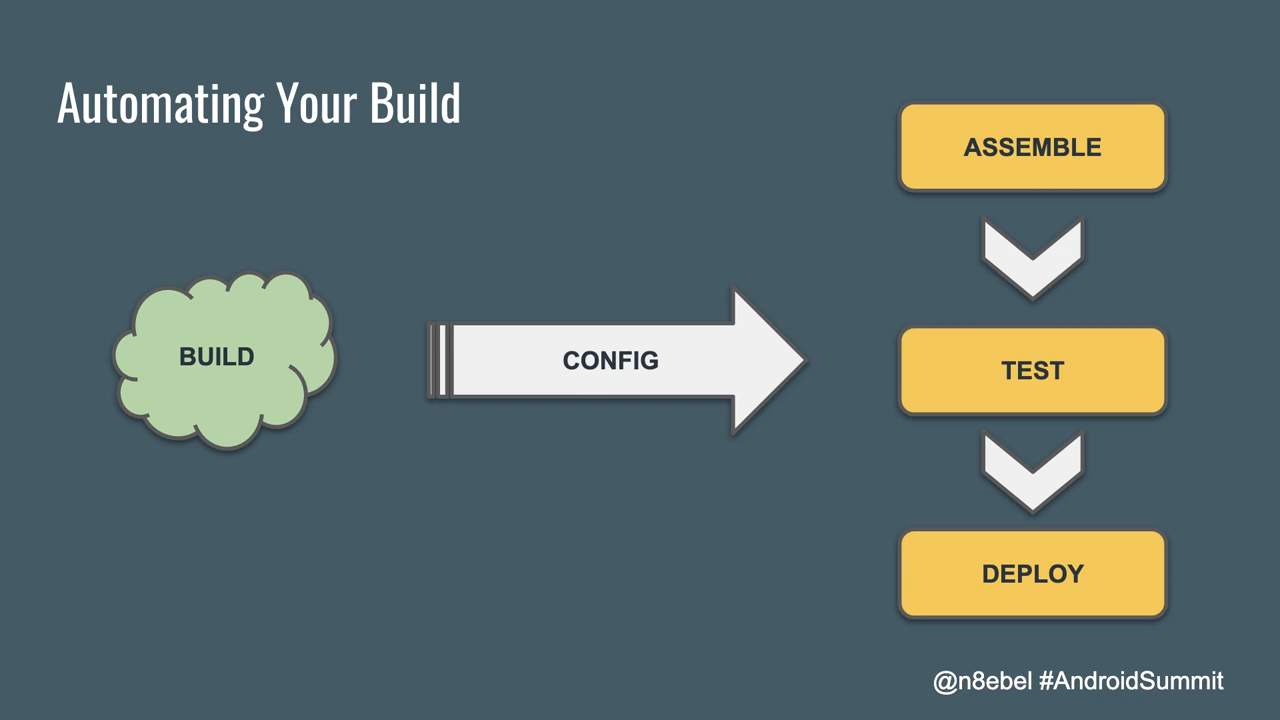 Automating Your Build
BUILD
CONFIG
ASSEMBLE
TEST
DEPLOY
@n8ebel #AndroidSummit